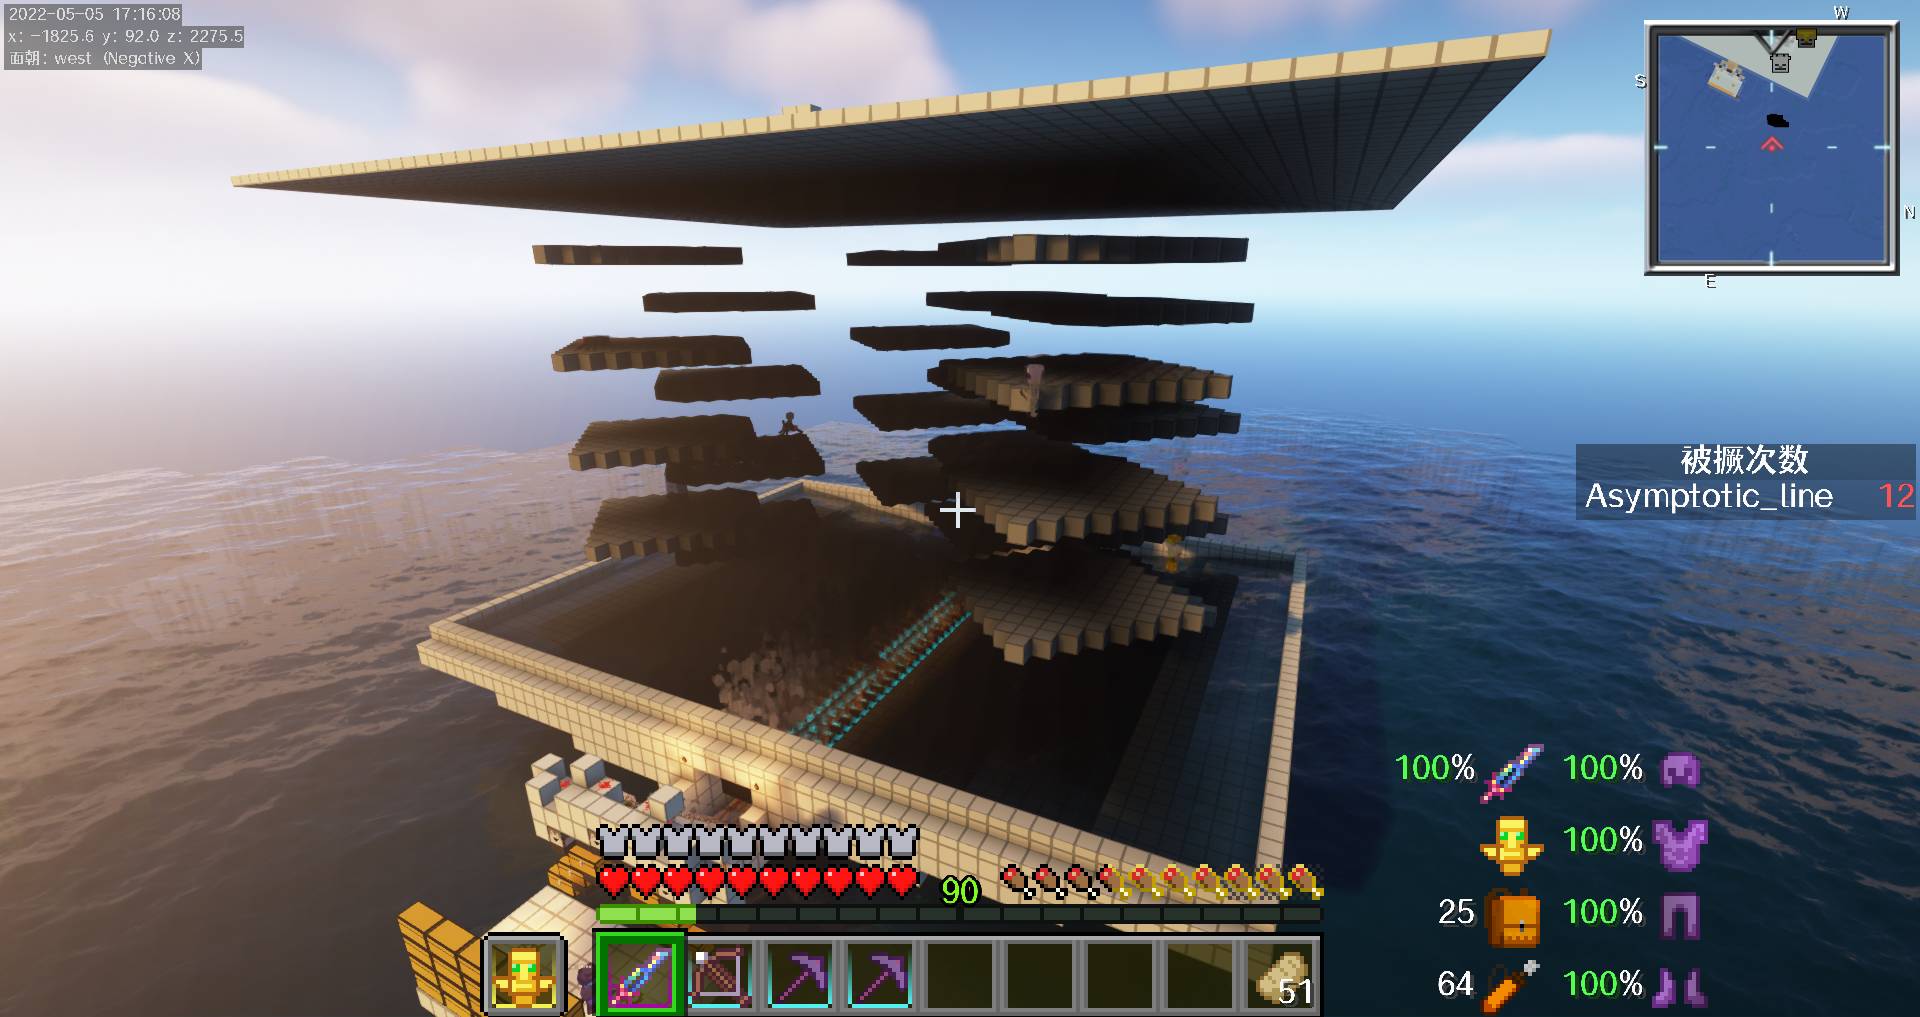 2022-05-05 17:16:08
x: -1825.6 y: 92.0 z: 2275.5
面朝: west (Negative X)
W
S
N
E
被撅次数
Asymptotic_line 12
100% 100%
100%
25 100%
64 100%
90
51